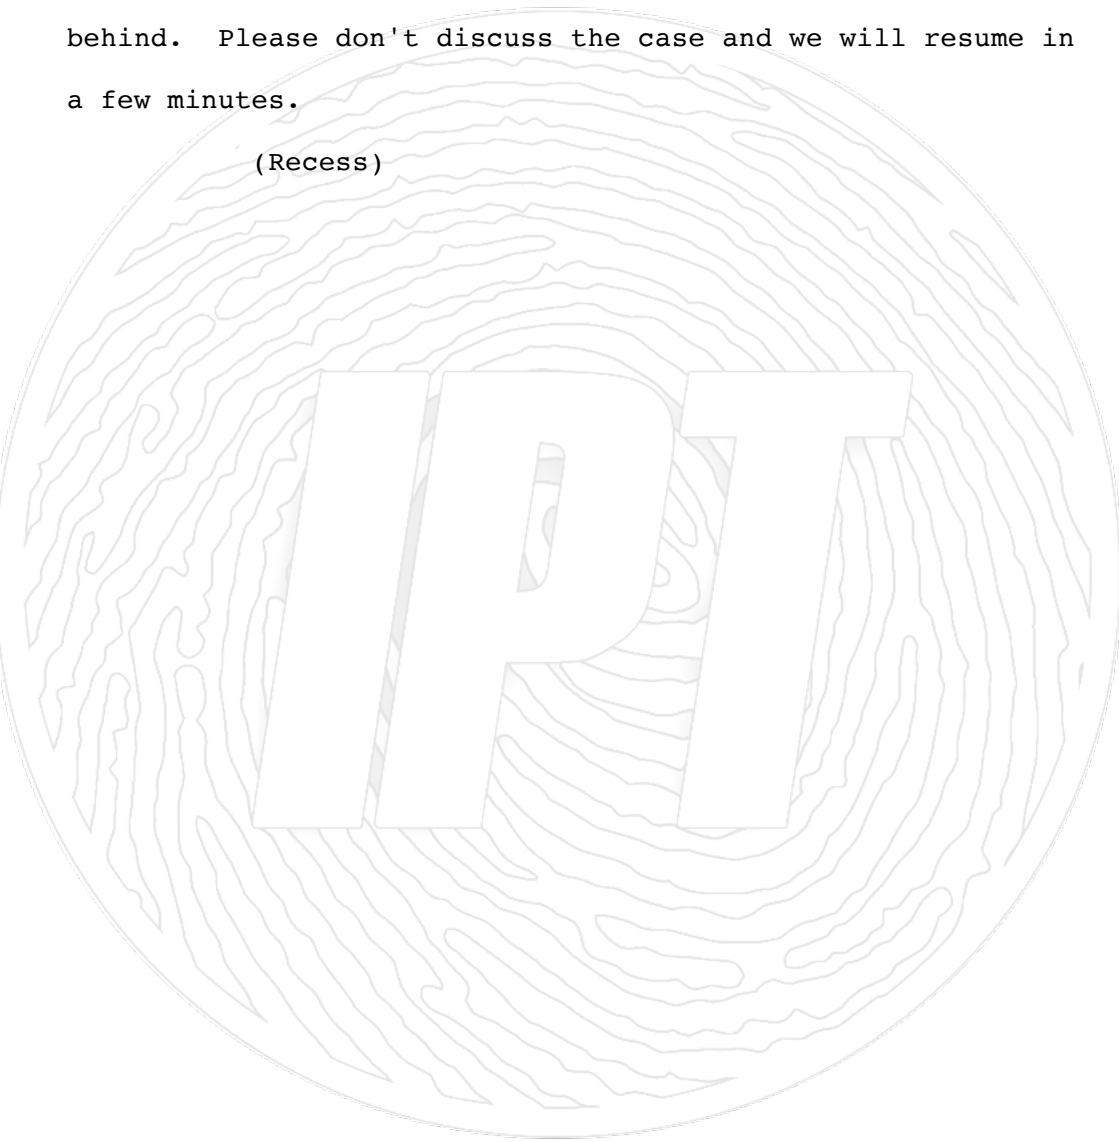 behind.  Please don't discuss the case and we will resume in
a few minutes.
(Recess)
IPT